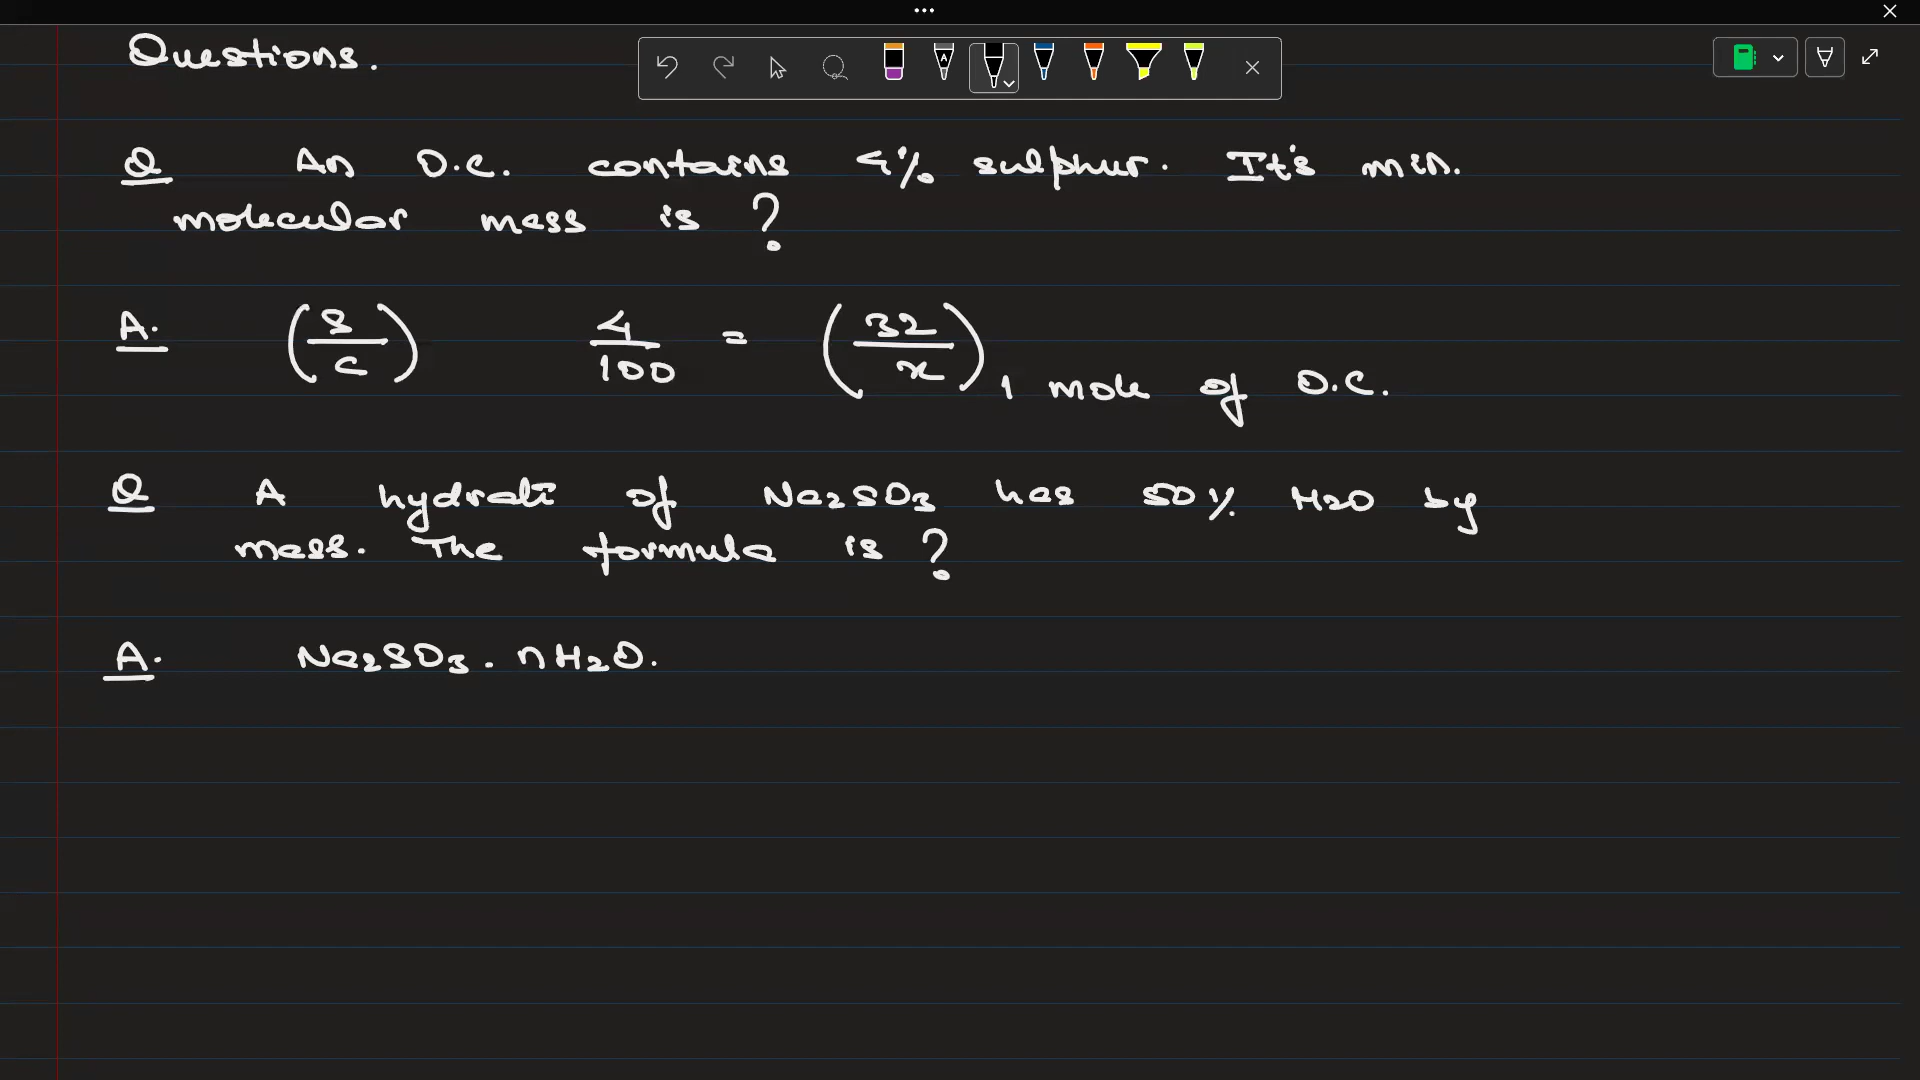 Questions.
Q An O.C. contains 4% sulphur. It's min.
molecular mass is ?
A. (S/C) 4/100 = (32/x) 1 mole of O.C.
Q A hydrate of Na2SO3 has 50% H2O by
mass. The formula is ?
A. Na2SO3 . nH2O.